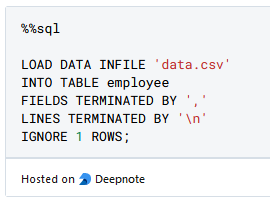 %%sql
LOAD DATA INFILE 'data.csv'
INTO TABLE employee
FIELDS TERMINATED BY ','
LINES TERMINATED BY '\n'
IGNORE 1 ROWS;
Hosted on Deepnote